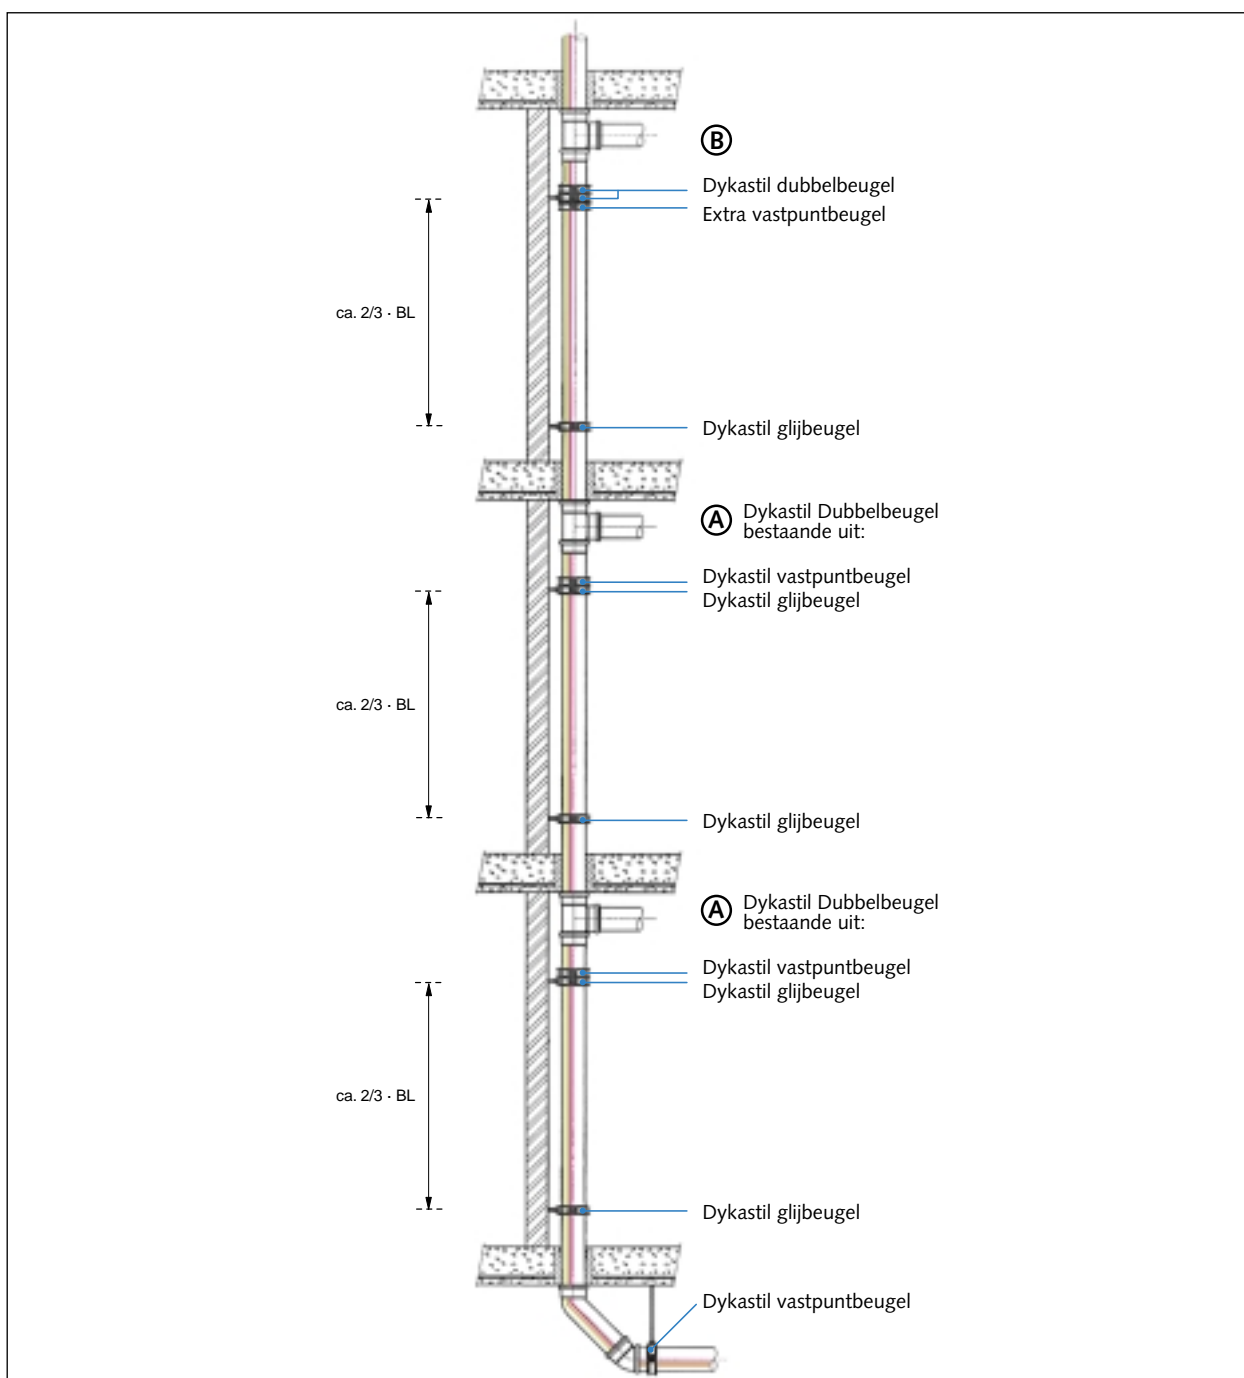 B
Dykastil dubbelbeugel
Extra vastpuntbeugel
ca. 2/3 · BL
Dykastil glijbeugel
A Dykastil Dubbelbeugel
bestaande uit:
Dykastil vastpuntbeugel
Dykastil glijbeugel
ca. 2/3 · BL
Dykastil glijbeugel
A Dykastil Dubbelbeugel
bestaande uit:
Dykastil vastpuntbeugel
Dykastil glijbeugel
ca. 2/3 · BL
Dykastil glijbeugel
Dykastil vastpuntbeugel